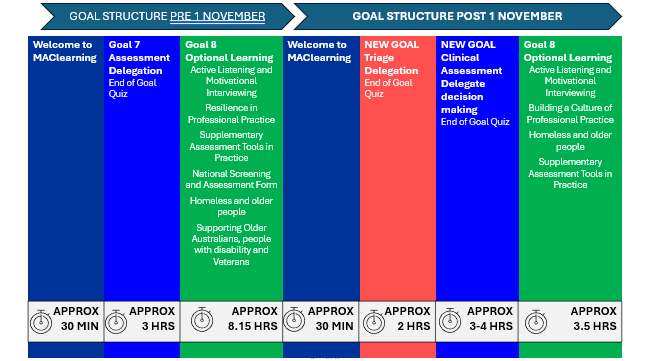 GOAL STRUCTURE PRE 1 NOVEMBER
GOAL STRUCTURE POST 1 NOVEMBER
Welcome to
MAClearning
Goal 7
Assessment
Delegation
End of Goal
Quiz
Goal 8
Optional Learning
Active Listening and
Motivational
Interviewing
Resilience in
Professional Practice
Supplementary
Assessment Tools in
Practice
National Screening
and Assessment Form
Homeless and older
people
Supporting Older
Australians, people
with disability and
Veterans
Welcome to
MAClearning
NEW GOAL
Triage
Delegation
End of Goal
Quiz
NEW GOAL
Clinical
Assessment
Delegate
decision
making
End of Goal Quiz
Goal 8
Optional Learning
Active Listening and
Motivational
Interviewing
Building a Culture of
Professional Practice
Homeless and older
people
Supplementary
Assessment Tools in
Practice
APPROX
30 MIN
APPROX
3 HRS
APPROX
8.15 HRS
APPROX
30 MIN
APPROX
2 HRS
APPROX
3-4 HRS
APPROX
3.5 HRS